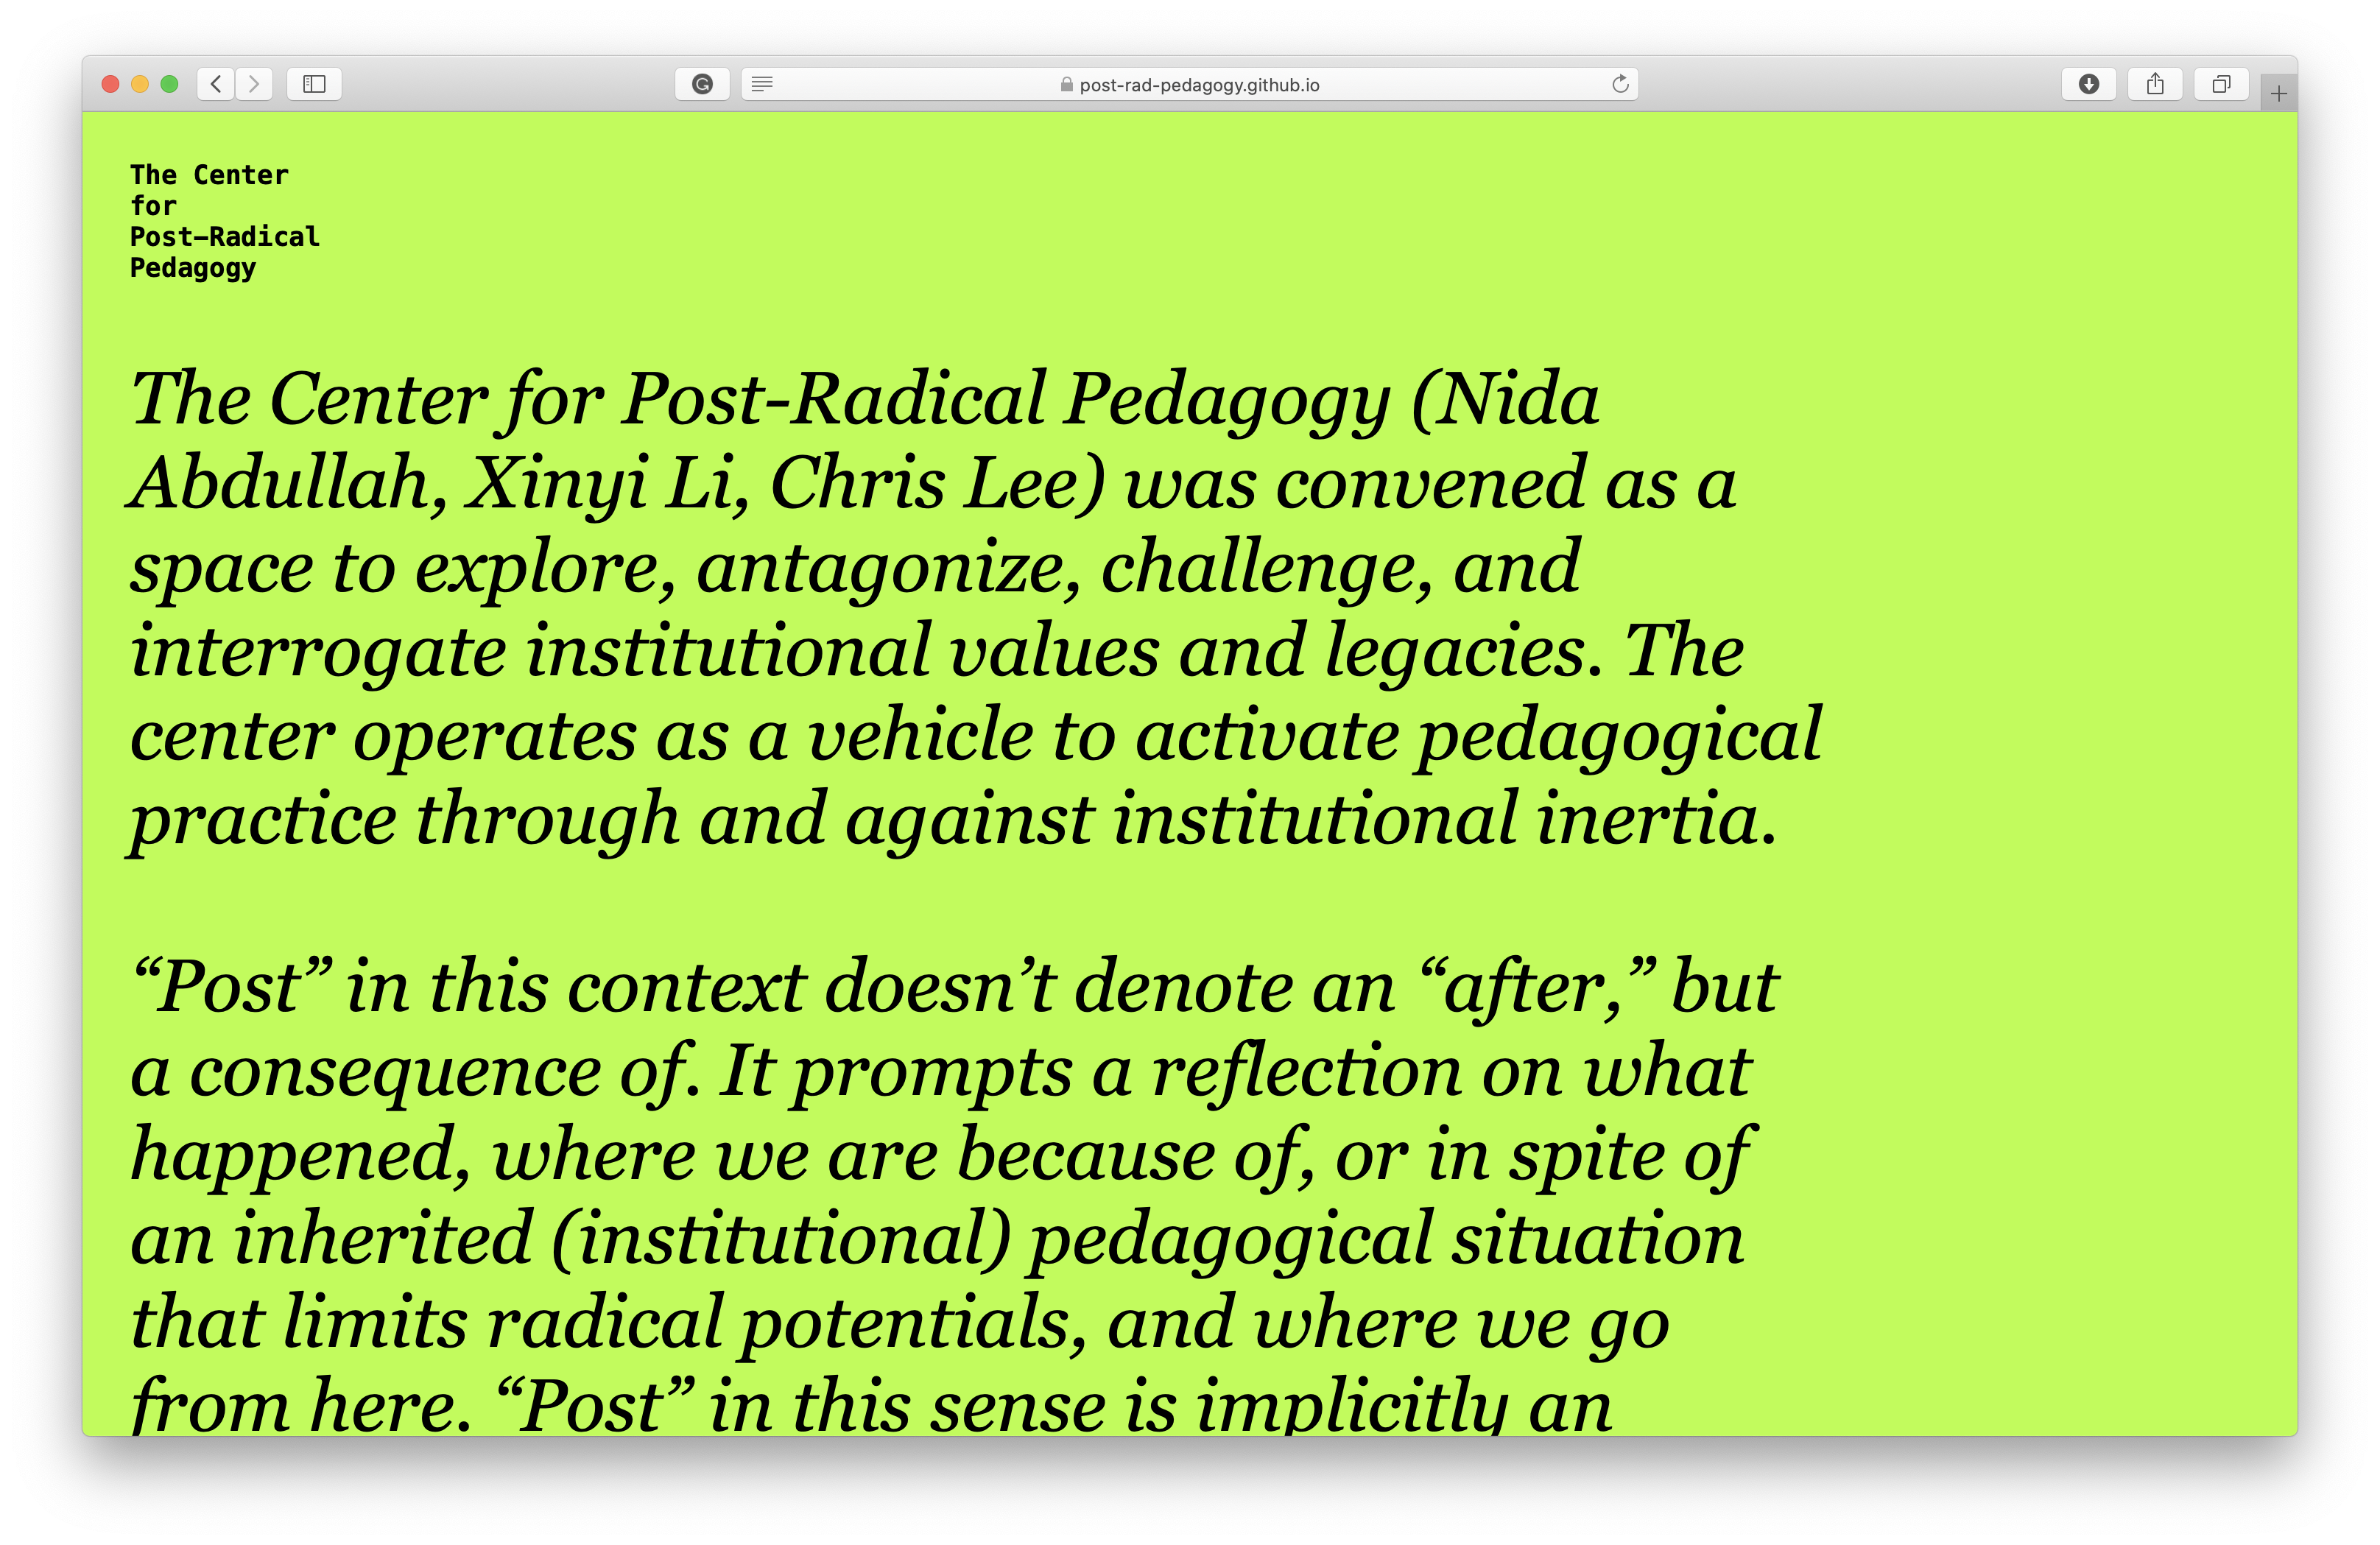 post-rad-pedagogy.github.io
The Center
for
Post–Radical
Pedagogy
The Center for Post-Radical Pedagogy (Nida
Abdullah, Xinyi Li, Chris Lee) was convened as a
space to explore, antagonize, challenge, and
interrogate institutional values and legacies. The
center operates as a vehicle to activate pedagogical
practice through and against institutional inertia.
“Post” in this context doesn’t denote an “after,” but
a consequence of. It prompts a reflection on what
happened, where we are because of, or in spite of
an inherited (institutional) pedagogical situation
that limits radical potentials, and where we go
from here. “Post” in this sense is implicitly an